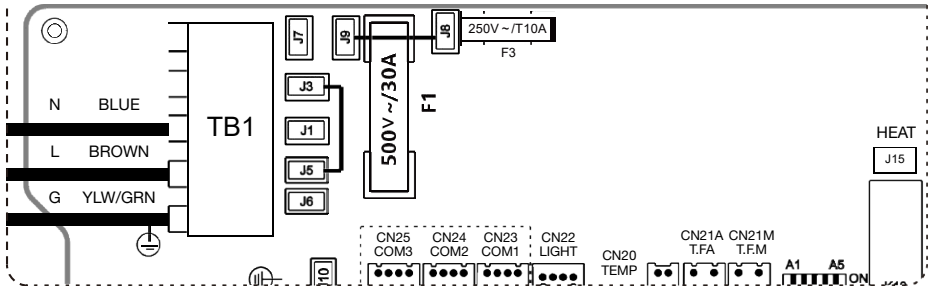 J7
J9
J8
250V ~/T10A
F3
500V ~/30A
F1
J3
N BLUE
TB1
J1
L BROWN
J5
G YLW/GRN
J6
HEAT
J15
CN25
COM3
CN24
COM2
CN23
COM1
CN22
LIGHT
CN20
TEMP
CN21A
T.FA
CN21M
T.F.M
A1 A5
ON